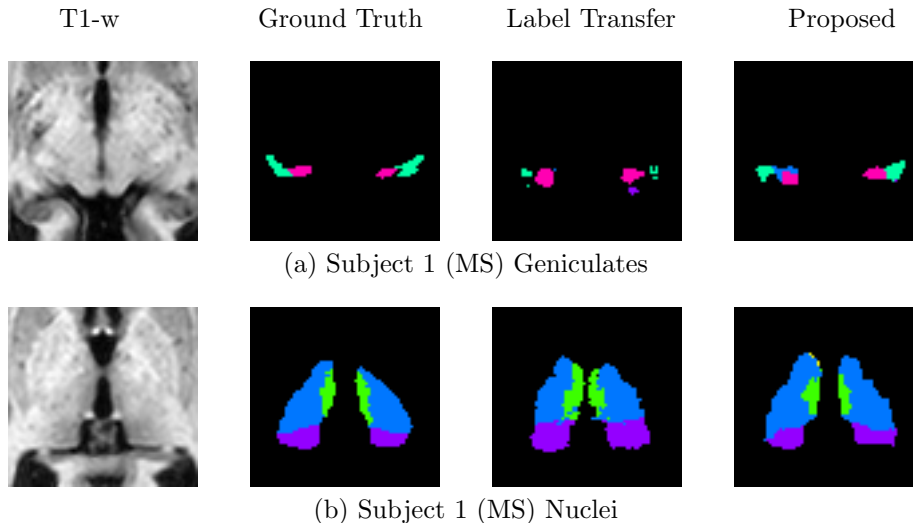 T1-w Ground Truth Label Transfer Proposed
(a) Subject 1 (MS) Geniculates
(b) Subject 1 (MS) Nuclei